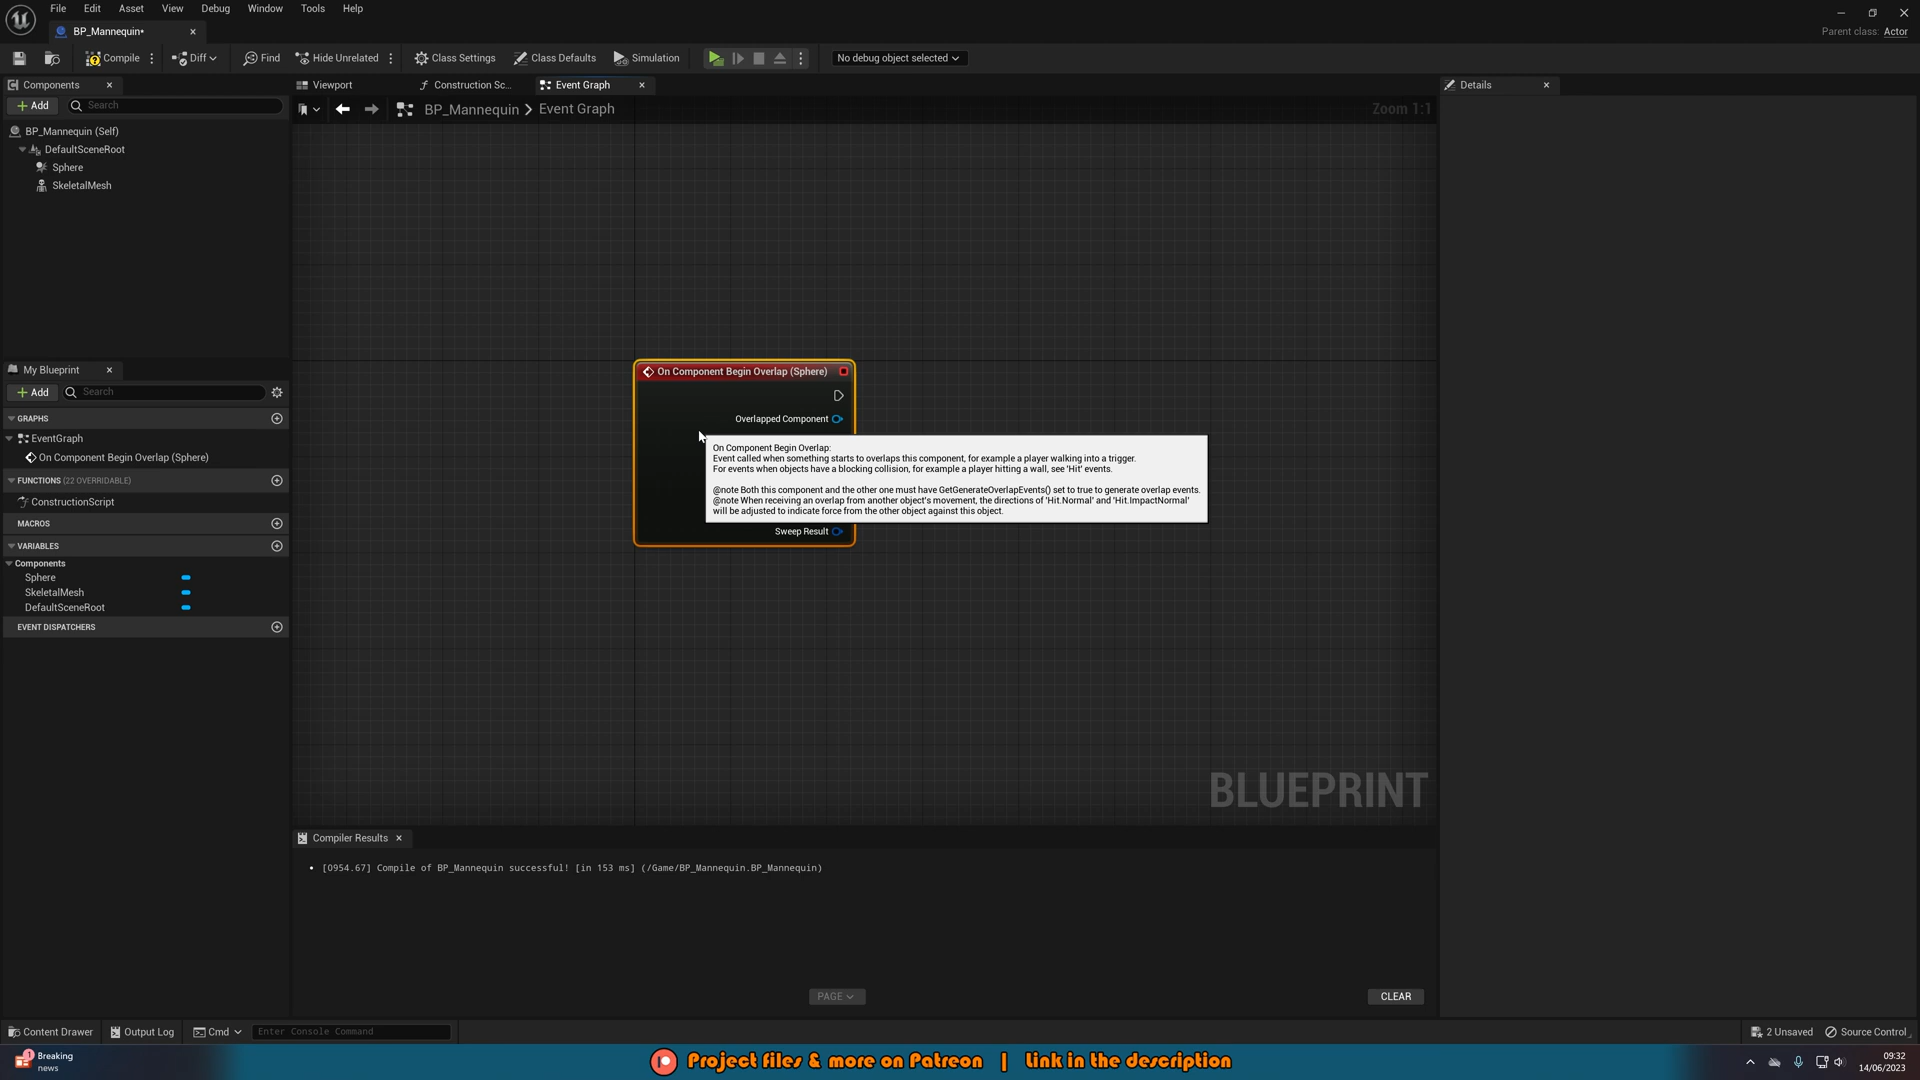 File Edit Asset View Debug Window Tools Help
BP_Mannequin*
Parent class: Actor
Compile Diff Find Hide Unrelated Class Settings Class Defaults Simulation No debug object selected
Components
Viewport Construction Sc... Event Graph
Details
Add Search
BP_Mannequin > Event Graph
Zoom 1:1
BP_Mannequin (Self)
DefaultSceneRoot
Sphere
SkeletalMesh
My Blueprint
Add Search
GRAPHS
EventGraph
On Component Begin Overlap (Sphere)
FUNCTIONS (22 OVERRIDABLE)
ConstructionScript
MACROS
VARIABLES
Components
Sphere
SkeletalMesh
DefaultSceneRoot
EVENT DISPATCHERS
On Component Begin Overlap (Sphere)
Overlapped Component
On Component Begin Overlap:
Event called when something starts to overlaps this component, for example a player walking into a trigger.
For events when objects have a blocking collision, for example a player hitting a wall, see 'Hit' events.
@note Both this component and the other one must have GetGenerateOverlapEvents() set to true to generate overlap events.
@note When receiving an overlap from another object's movement, the directions of 'Hit.Normal' and 'Hit.ImpactNormal'
will be adjusted to indicate force from the other object against this object.
Sweep Result
BLUEPRINT
Compiler Results
• [0954.67] Compile of BP_Mannequin successful! [in 153 ms] (/Game/BP_Mannequin.BP_Mannequin)
PAGE
CLEAR
Content Drawer Output Log Cmd Enter Console Command
2 Unsaved Source Control
1
Breaking
news
Project files & more on Patreon | Link in the description
09:32
14/06/2023